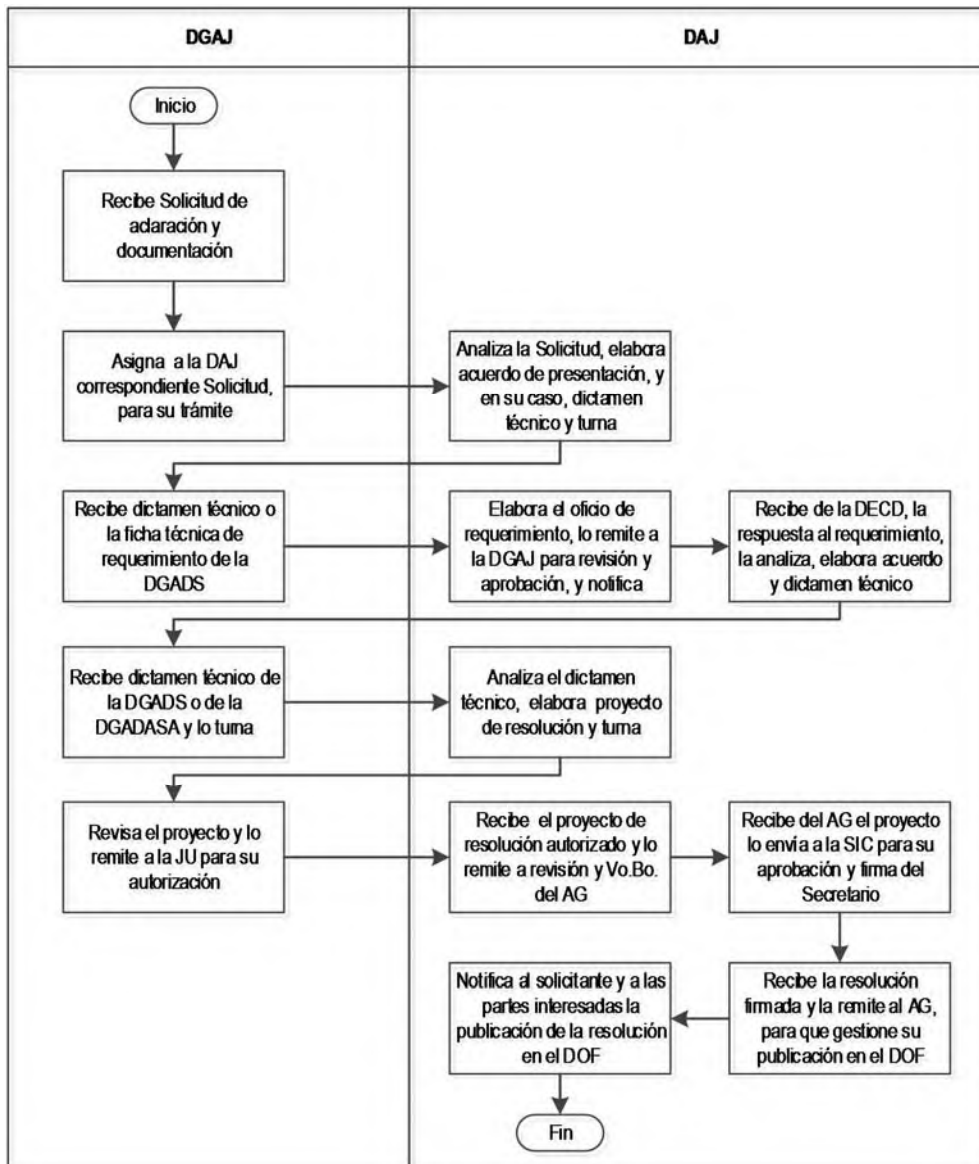 DGAJ
DAJ
Inicio
Recibe Solicitud de
aclaración y
documentación
Asigna a la DAJ
correspondiente Solicitud,
para su trámite
Analiza la Solicitud, elabora
acuerdo de presentación, y
en su caso, dictamen
técnico y turna
Recibe dictamen técnico o
la ficha técnica de
requerimiento de la
DGADS
Elabora el oficio de
requerimiento, lo remite a
la DGAJ para revisión y
aprobación, y notifica
Recibe de la DECD, la
respuesta al requerimiento,
la analiza, elabora acuerdo
y dictamen técnico
Recibe dictamen técnico de
la DGADS o de la
DGADASA y lo turna
Analiza el dictamen
técnico, elabora proyecto
de resolución y turna
Revisa el proyecto y lo
remite a la JU para su
autorización
Recibe el proyecto de
resolución autorizado y lo
remite a revisión y Vo.Bo.
del AG
Recibe del AG el proyecto
lo envía a la SIC para su
aprobación y firma del
Secretario
Recibe la resolución
firmada y la remite al AG,
para que gestione su
publicación en el DOF
Notifica al solicitante y a las
partes interesadas la
publicación de la resolución
en el DOF
Fin